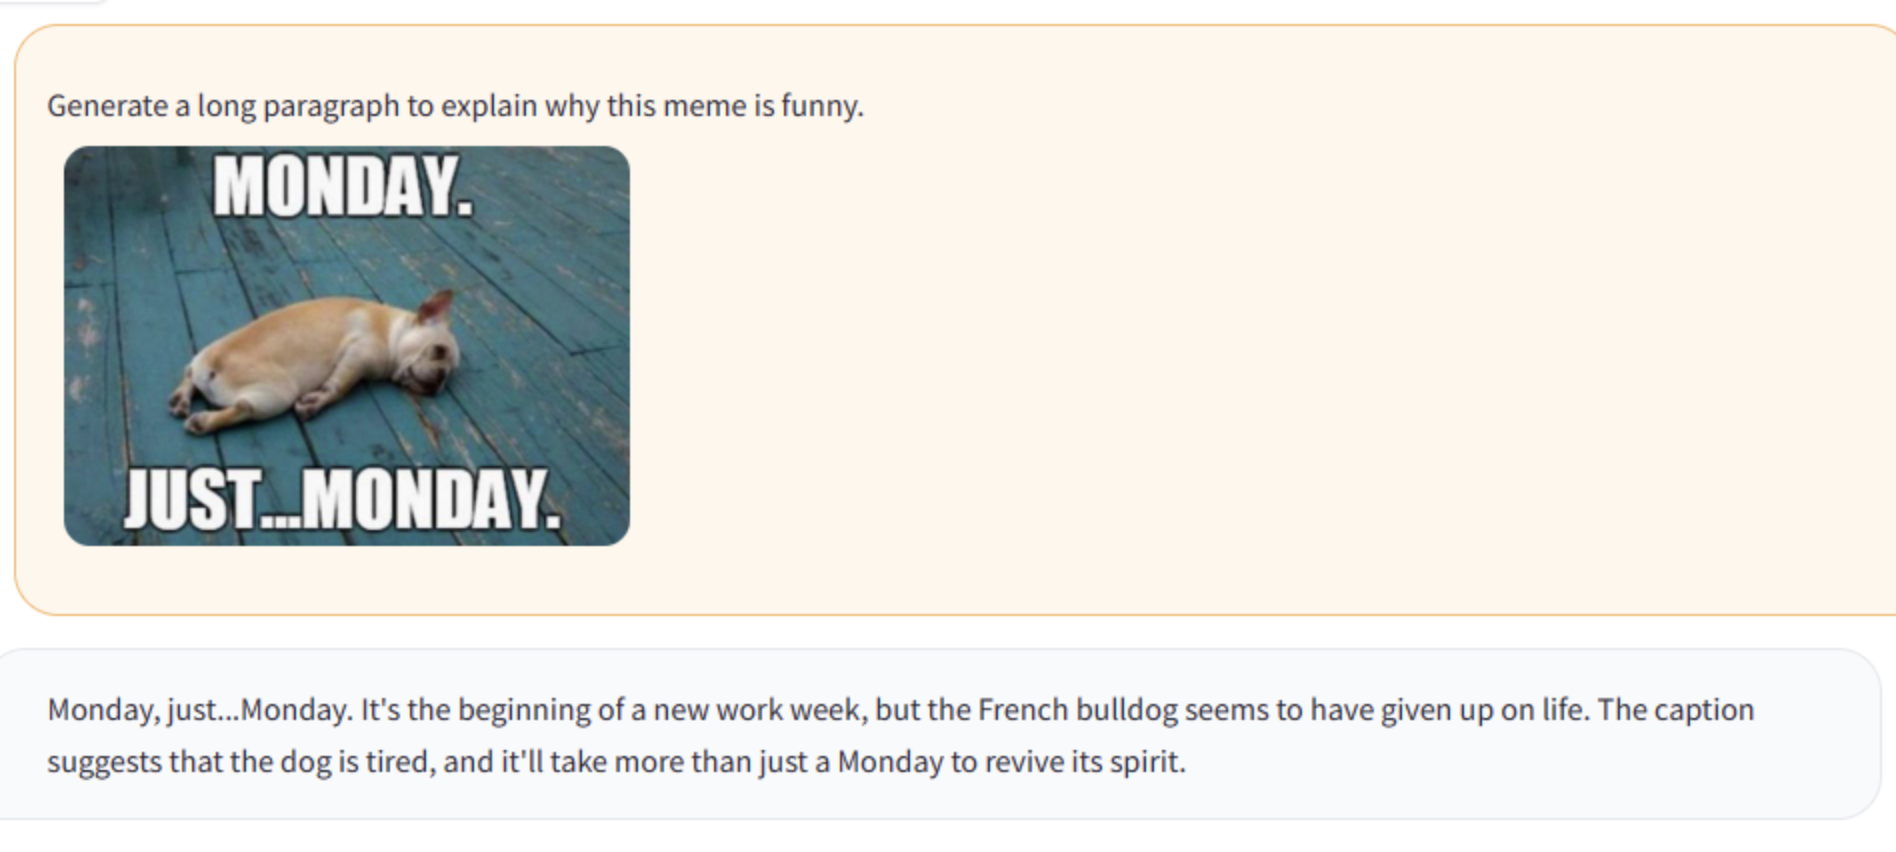 Generate a long paragraph to explain why this meme is funny.
MONDAY.
JUST...MONDAY.
Monday, just...Monday. It's the beginning of a new work week, but the French bulldog seems to have given up on life. The caption
suggests that the dog is tired, and it'll take more than just a Monday to revive its spirit.